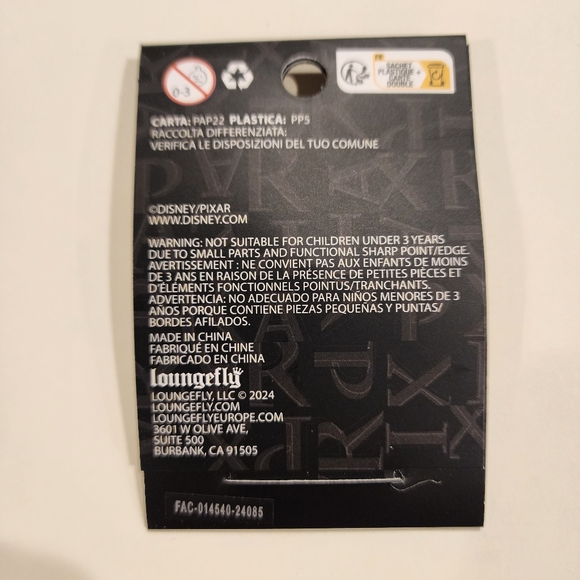 0-3
FR
SACHET
PLASTIQUE +
CARTE
DOUBLE
CARTA: PAP22 PLASTICA: PP5
RACCOLTA DIFFERENZIATA:
VERIFICA LE DISPOSIZIONI DEL TUO COMUNE
©DISNEY/PIXAR
WWW.DISNEY.COM
WARNING: NOT SUITABLE FOR CHILDREN UNDER 3 YEARS
DUE TO SMALL PARTS AND FUNCTIONAL SHARP POINT/EDGE.
AVERTISSEMENT : NE CONVIENT PAS AUX ENFANTS DE MOINS
DE 3 ANS EN RAISON DE LA PRÉSENCE DE PETITES PIÈCES ET
D'ÉLÉMENTS FONCTIONNELS POINTUS/TRANCHANTS.
ADVERTENCIA: NO ADECUADO PARA NIÑOS MENORES DE 3
AÑOS PORQUE CONTIENE PIEZAS PEQUEÑAS Y PUNTAS/
BORDES AFILADOS.
MADE IN CHINA
FABRIQUÉ EN CHINE
FABRICADO EN CHINA
loungefly
LOUNGEFLY, LLC © 2024
LOUNGEFLY.COM
LOUNGEFLYEUROPE.COM
3601 W OLIVE AVE,
SUITE 500
BURBANK, CA 91505
FAC-014540-24085